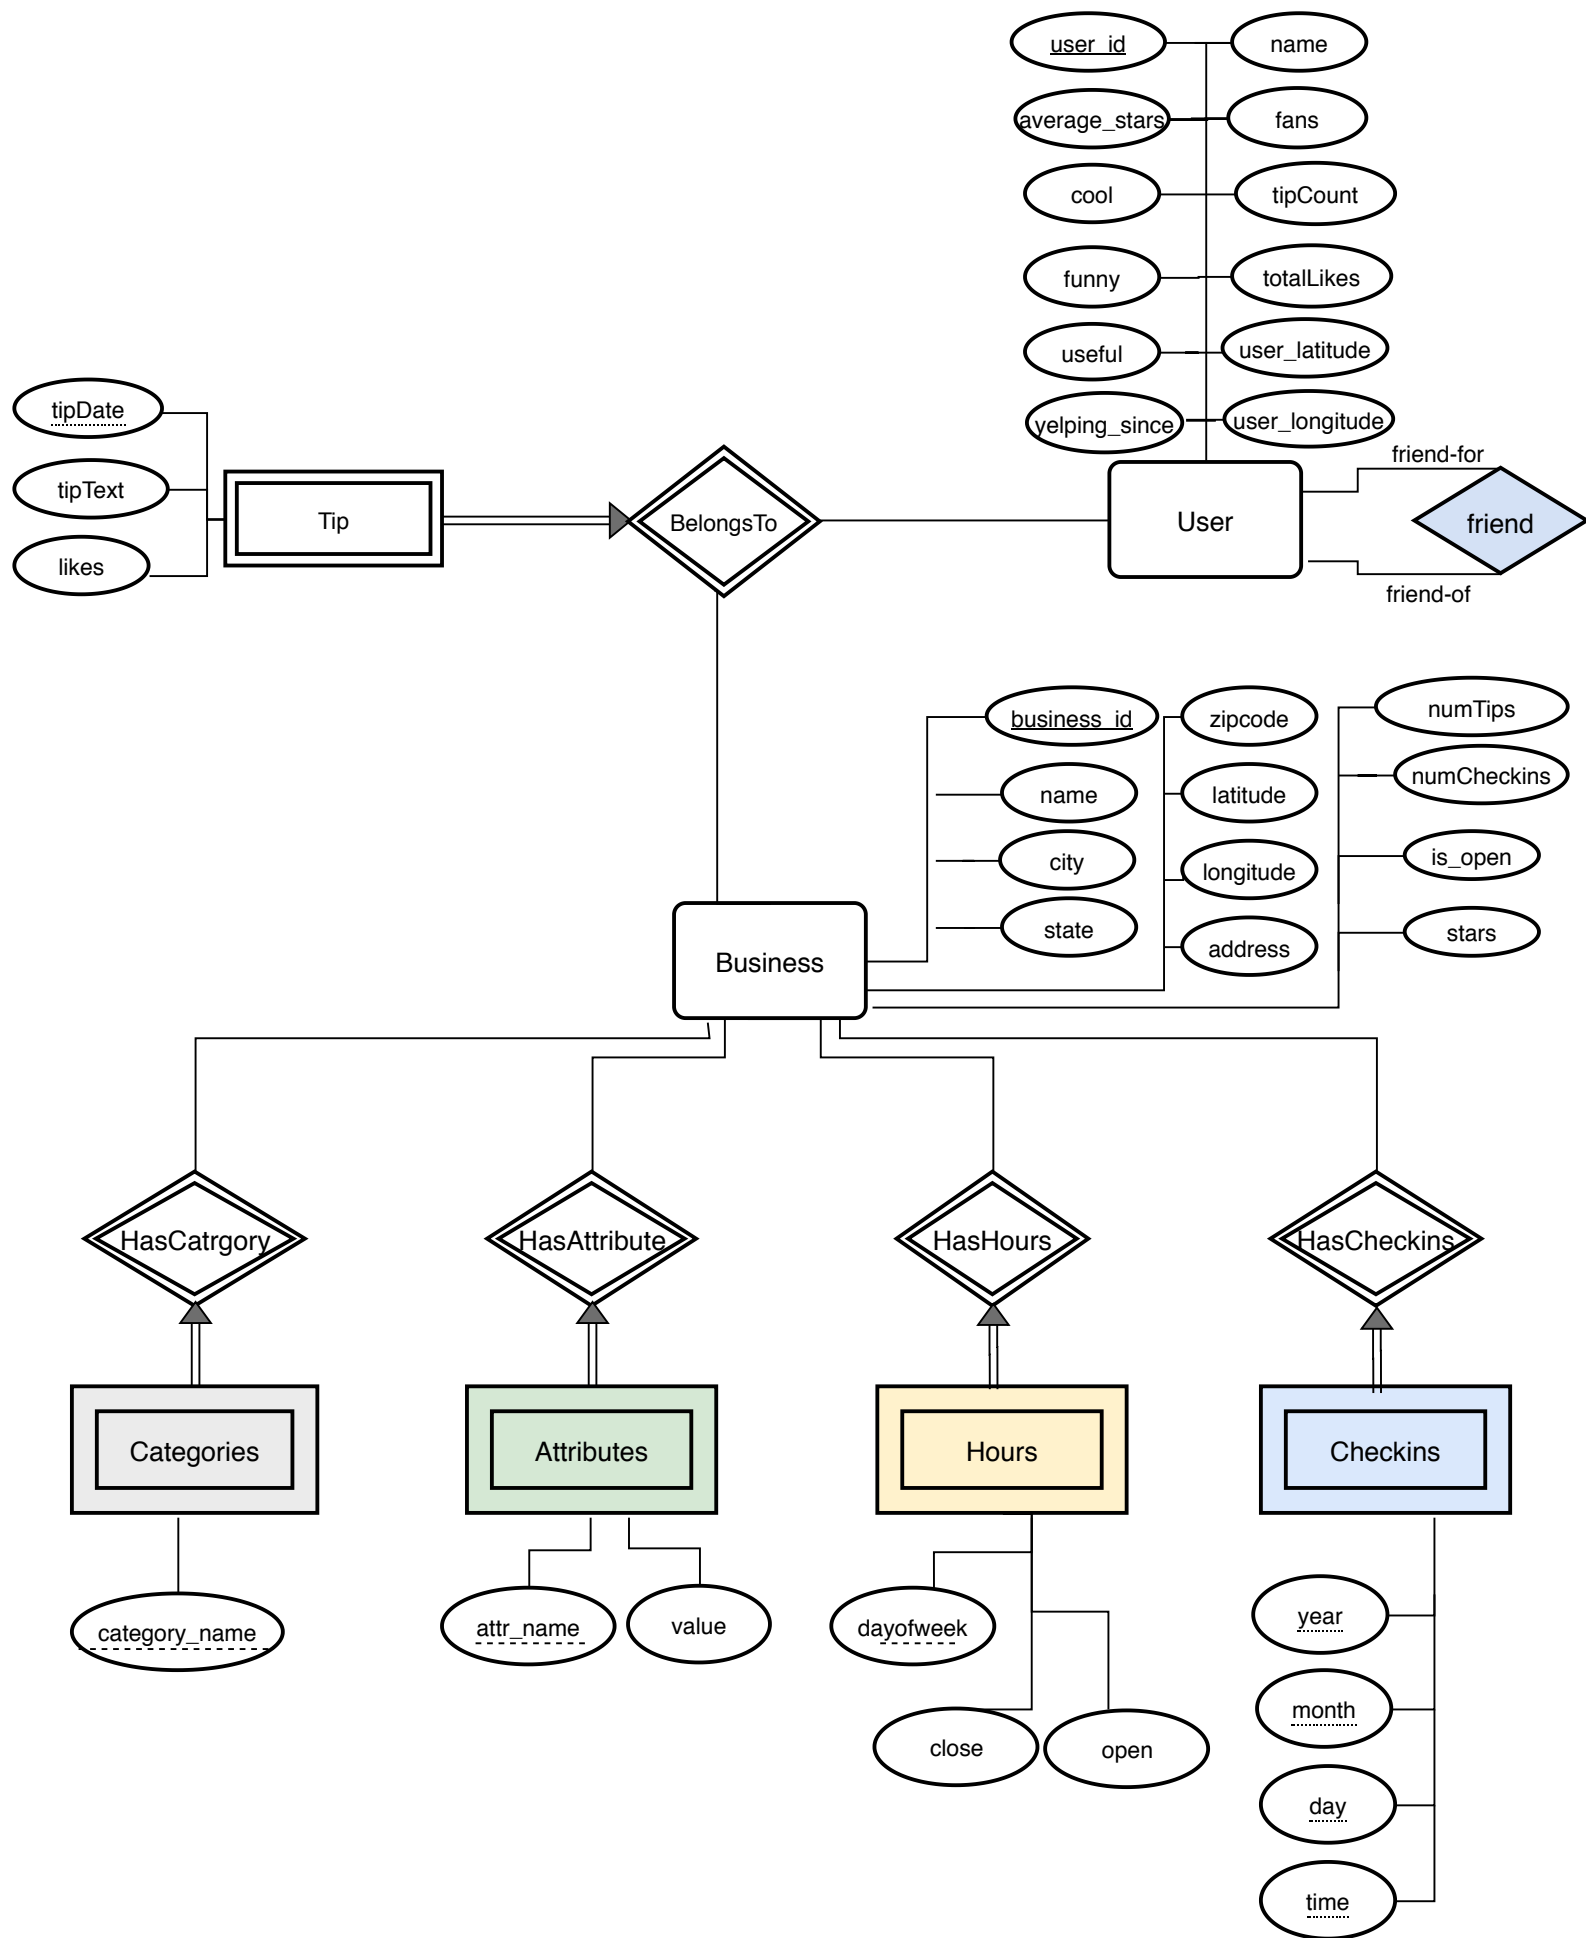 user_id
name
average_stars
fans
cool
tipCount
funny
totalLikes
useful
user_latitude
yelping_since
user_longitude
tipDate
tipText
likes
Tip
BelongsTo
User
friend-for
friend
friend-of
business_id
zipcode
numTips
name
latitude
numCheckins
city
longitude
is_open
state
address
stars
Business
HasCatrgory
HasAttribute
HasHours
HasCheckins
Categories
Attributes
Hours
Checkins
category_name
attr_name
value
dayofweek
close
open
year
month
day
time